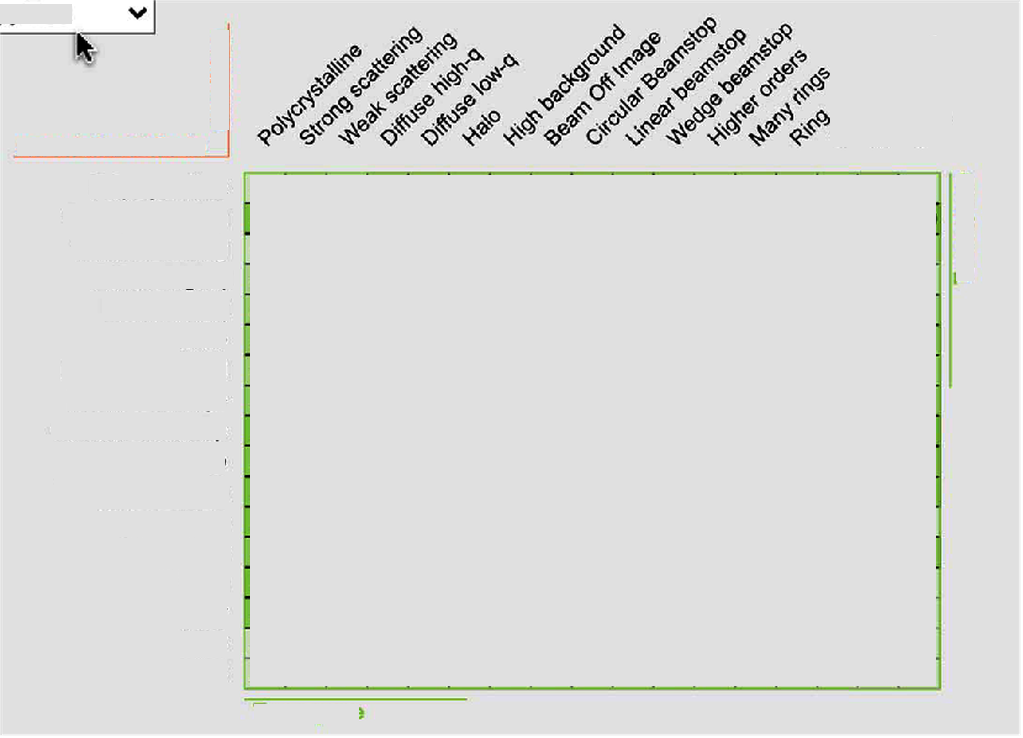 Polycrystalline
Strong scattering
Weak scattering
Diffuse high-q
Diffuse low-q
Halo
High background
Beam Off Image
Circular Beamstop
Linear beamstop
Wedge beamstop
Higher orders
Many rings
Ring